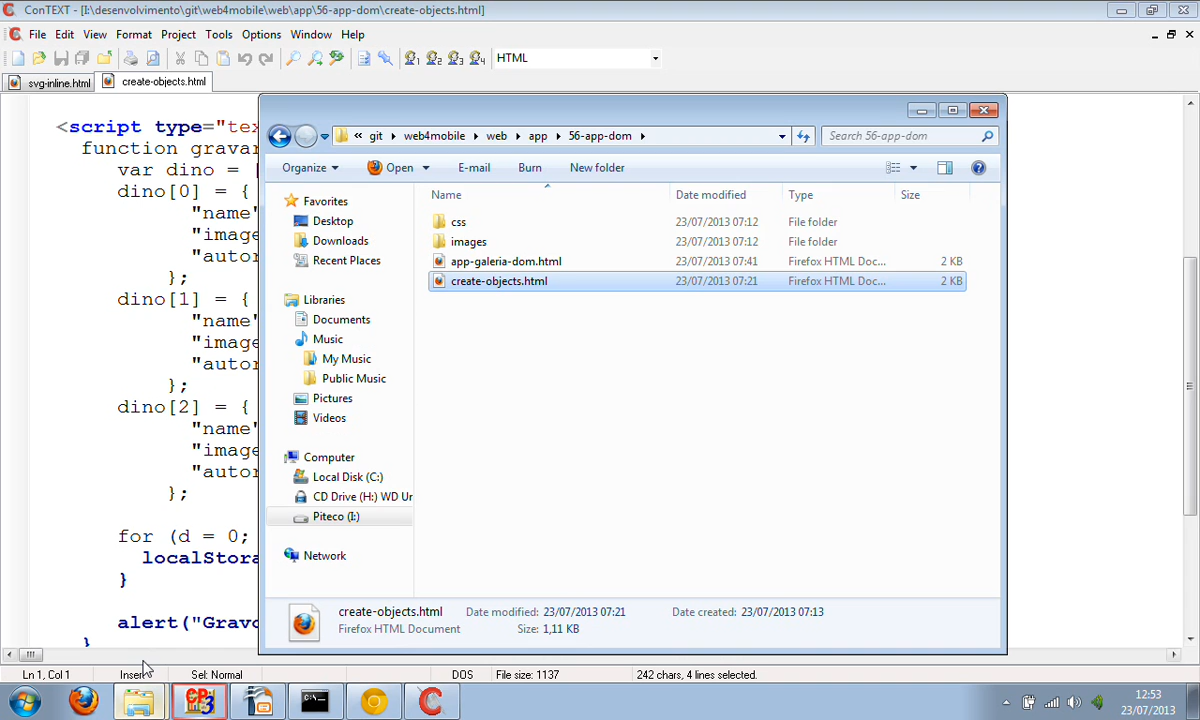 ConTEXT - [I:\desenvolvimento\git\web4mobile\web\app\56-app-dom\create-objects.html]
File Edit View Format Project Tools Options Window Help
HTML
svg-inline.html create-objects.html
<script type="tex
function gravar
var dino = [
dino[0] = {
"name"
"image
"autor
};
dino[1] = {
"name"
"image
"autor
};
dino[2] = {
"name"
"image
"autor
};
for (d = 0;
localStora
}
alert("Gravo
}
« git web4mobile web app 56-app-dom
Search 56-app-dom
Organize Open E-mail Burn New folder
Favorites
Desktop
Downloads
Recent Places
Libraries
Documents
Music
My Music
Public Music
Pictures
Videos
Computer
Local Disk (C:)
CD Drive (H:) WD Ur
Piteco (I:)
Network
Name Date modified Type Size
css 23/07/2013 07:12 File folder
images 23/07/2013 07:12 File folder
app-galeria-dom.html 23/07/2013 07:41 Firefox HTML Doc... 2 KB
create-objects.html 23/07/2013 07:21 Firefox HTML Doc... 2 KB
create-objects.html Date modified: 23/07/2013 07:21 Date created: 23/07/2013 07:13
Firefox HTML Document Size: 1,11 KB
Ln 1, Col 1 Insert Sel: Normal DOS File size: 1137 242 chars, 4 lines selected.
12:53
23/07/2013